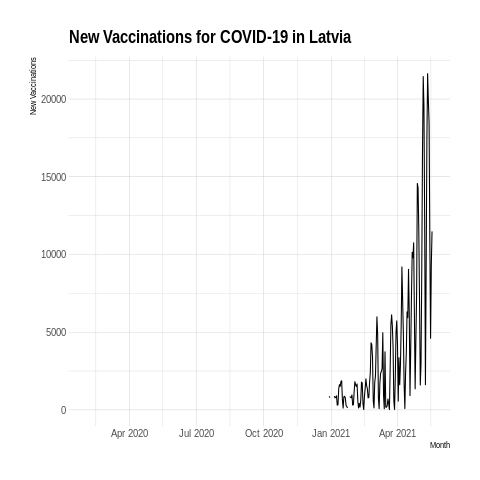 New Vaccinations for COVID-19 in Latvia
New Vaccinations
20000
15000
10000
5000
0
Apr 2020 Jul 2020 Oct 2020 Jan 2021 Apr 2021
Month